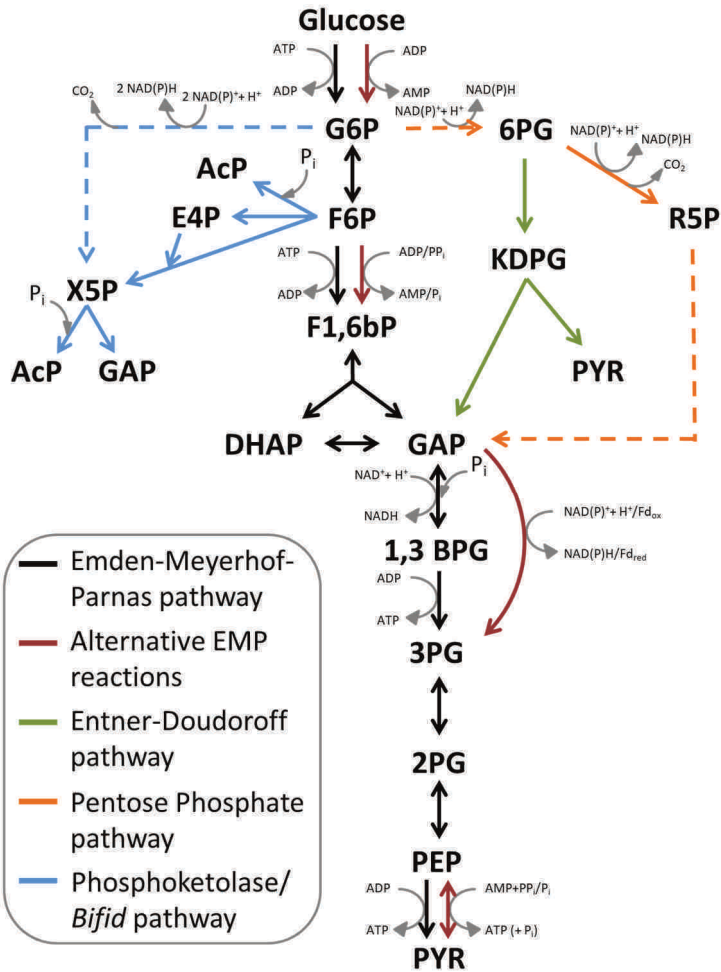 Glucose
ATP
ADP
ADP
AMP
CO₂
2 NAD(P)H
2 NAD(P)⁺+ H⁺
G6P
NAD(P)⁺+ H⁺
NAD(P)H
6PG
NAD(P)⁺+ H⁺
NAD(P)H
CO₂
AcP
Pᵢ
E4P
F6P
R5P
X5P
Pᵢ
ATP
ADP
ADP/PPᵢ
AMP/Pᵢ
KDPG
F1,6bP
AcP
GAP
PYR
DHAP
GAP
NAD⁺+ H⁺
Pᵢ
NADH
NAD(P)⁺+ H⁺/Fdₒₓ
NAD(P)H/Fd_red
1,3 BPG
ADP
ATP
3PG
2PG
PEP
ADP
ATP
AMP+PPᵢ/Pᵢ
ATP (+ Pᵢ)
PYR
Emden-Meyerhof-
Parnas pathway
Alternative EMP
reactions
Entner-Doudoroff
pathway
Pentose Phosphate
pathway
Phosphoketolase/
Bifid pathway